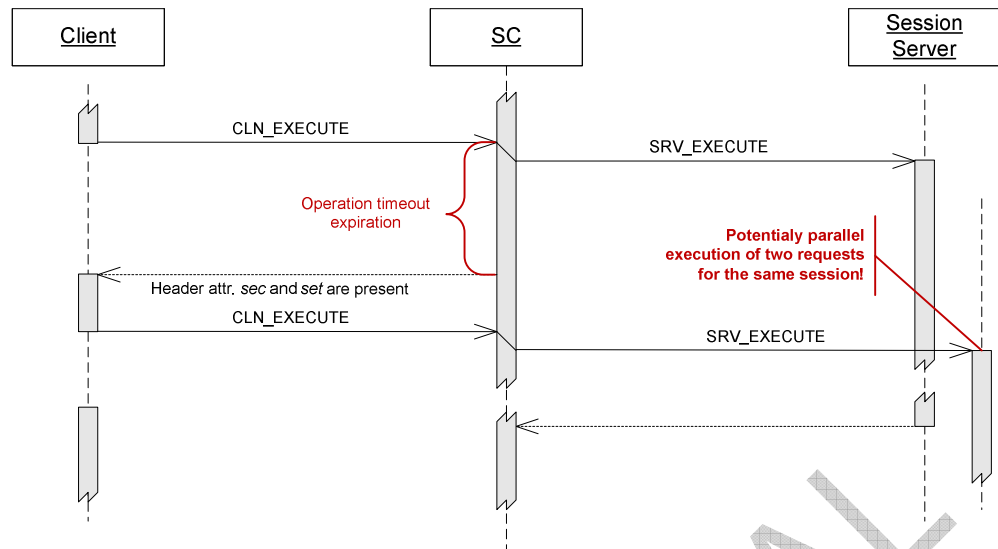 Client
SC
Session
Server
CLN_EXECUTE
SRV_EXECUTE
Operation timeout
expiration
Potentialy parallel
execution of two requests
for the same session!
Header attr. sec and set are present
CLN_EXECUTE
SRV_EXECUTE